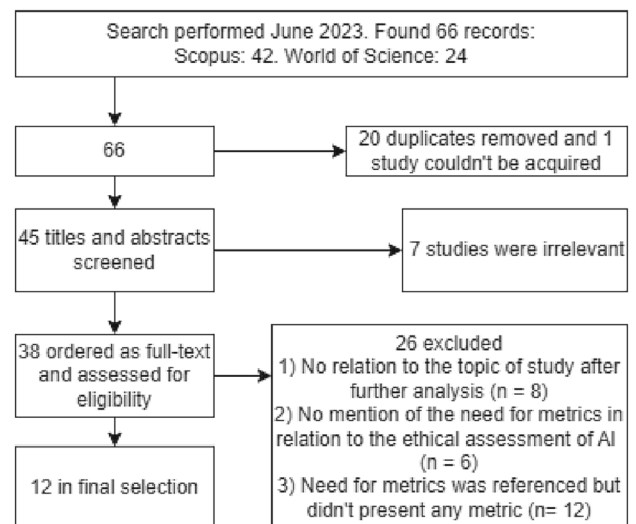 Search performed June 2023. Found 66 records:
Scopus: 42. World of Science: 24
66
20 duplicates removed and 1
study couldn't be acquired
45 titles and abstracts
screened
7 studies were irrelevant
38 ordered as full-text
and assessed for
eligibility
26 excluded
1) No relation to the topic of study after
further analysis (n = 8)
2) No mention of the need for metrics in
relation to the ethical assessment of AI
(n = 6)
3) Need for metrics was referenced but
didn't present any metric (n= 12)
12 in final selection